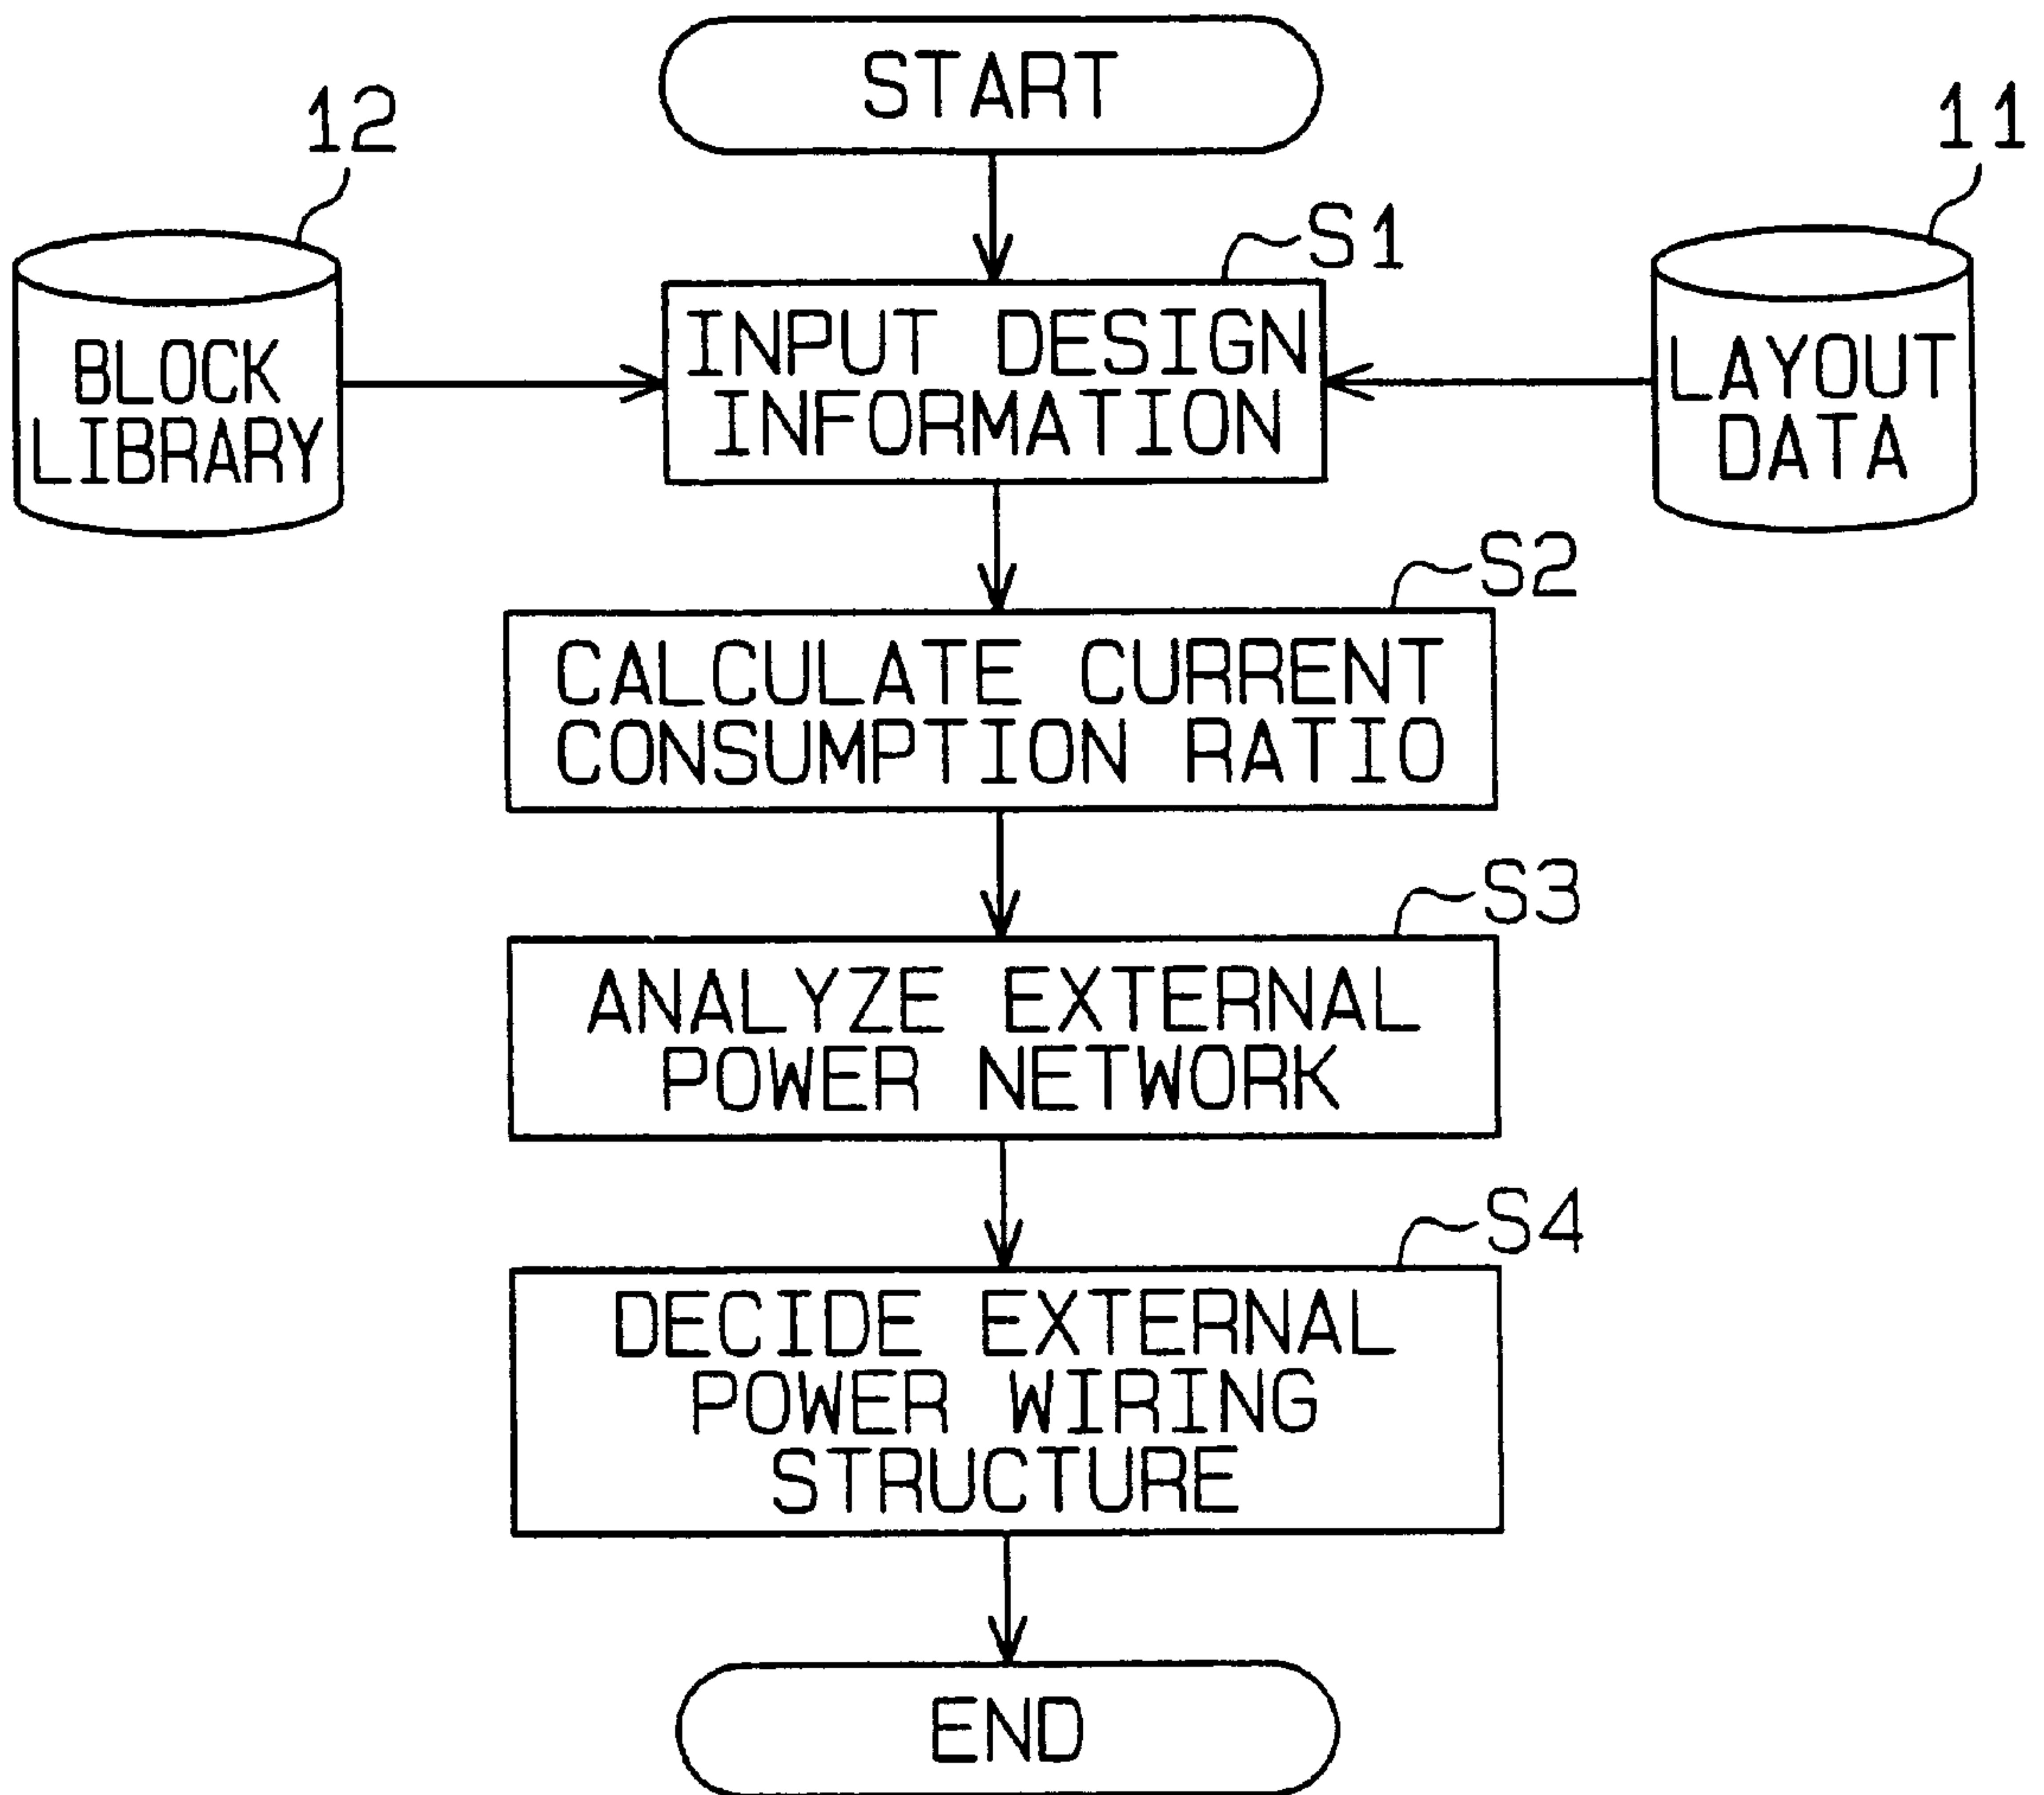 START
12
11
S1
INPUT DESIGN
INFORMATION
BLOCK
LIBRARY
LAYOUT
DATA
S2
CALCULATE CURRENT
CONSUMPTION RATIO
S3
ANALYZE EXTERNAL
POWER NETWORK
S4
DECIDE EXTERNAL
POWER WIRING
STRUCTURE
END